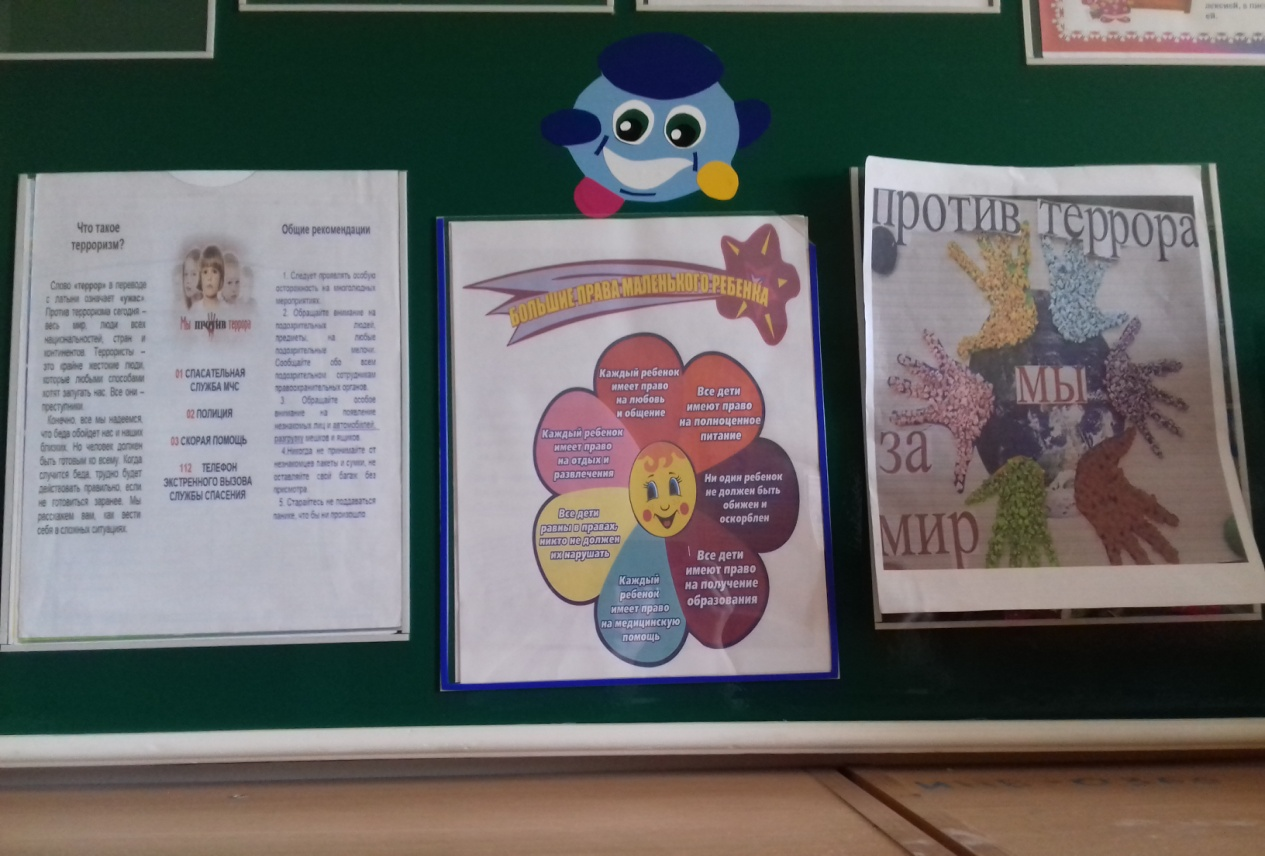 Что такое
терроризм?
Слово «террор» в переводе
с латыни означает «ужас».
Против терроризма сегодня –
весь мир, люди всех
национальностей, стран и
континентов. Террористы –
это крайне жестокие люди,
которые любыми способами
хотят запугать нас. Все они –
преступники.
Конечно, все мы надеемся,
что беда обойдет нас и наших
близких. Но человек должен
быть готовым ко всему. Когда
случится беда, трудно будет
действовать правильно, если
не готовиться заранее. Мы
расскажем вам, как вести
себя в сложных ситуациях.
Мы против террора
01 СПАСАТЕЛЬНАЯ
СЛУЖБА МЧС
02 ПОЛИЦИЯ
03 СКОРАЯ ПОМОЩЬ
112 ТЕЛЕФОН
ЭКСТРЕННОГО ВЫЗОВА
СЛУЖБЫ СПАСЕНИЯ
Общие рекомендации
1. Следует проявлять особую
осторожность на многолюдных
мероприятиях.
2. Обращайте внимание на
подозрительных людей,
предметы, на любые
подозрительные мелочи.
Сообщайте обо всем
подозрительном сотрудникам
правоохранительных органов.
3. Обращайте особое
внимание на появление
незнакомых лиц и автомобилей,
разгрузку мешков и ящиков.
4.Никогда не принимайте от
незнакомцев пакеты и сумки, не
оставляйте свой багаж без
присмотра.
5. Старайтесь не поддаваться
панике, что бы ни произошло
БОЛЬШИЕ ПРАВА МАЛЕНЬКОГО РЕБЕНКА
Каждый ребенок
имеет право
на любовь
и общение
Все дети
имеют право
на полноценное
питание
Ни один ребенок
не должен быть
обижен и
оскорблен
Все дети
имеют право
на получение
образования
Каждый
ребенок
имеет право
на медицинскую
помощь
Все дети
равны в правах,
никто не должен
их нарушать
Каждый ребенок
имеет право
на отдых и
развлечения
против террора
мы
за
мир